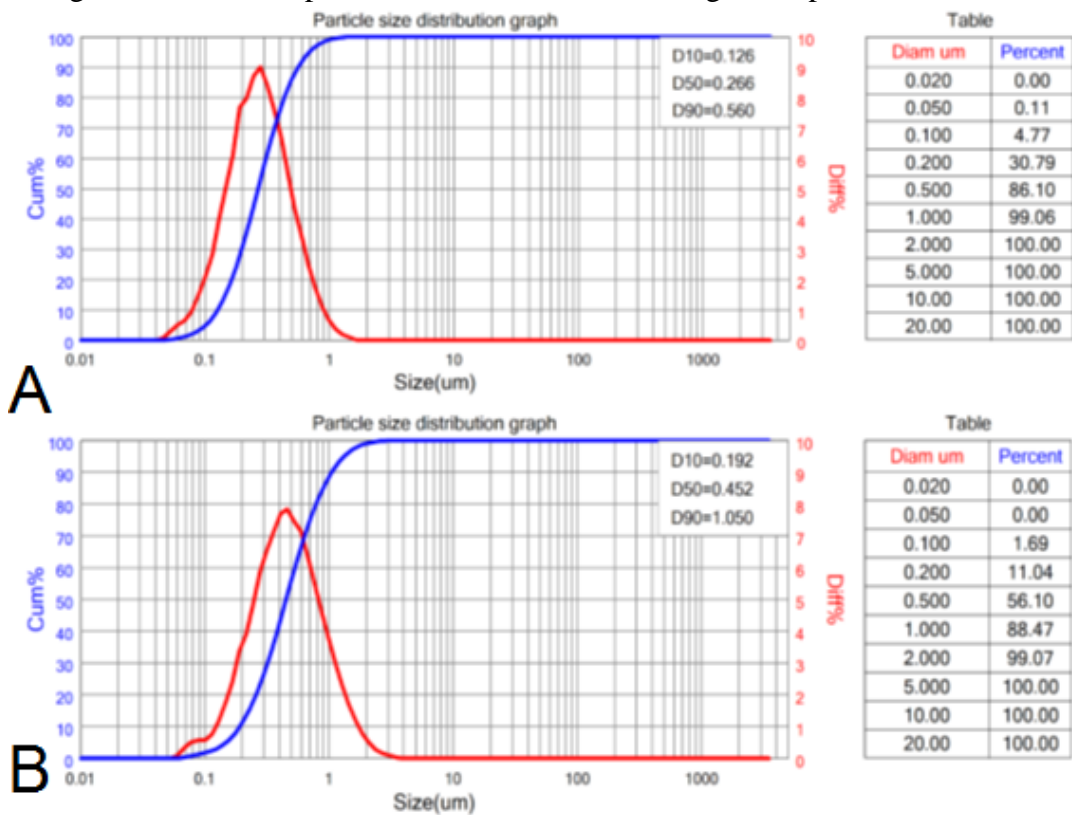 Particle size distribution graph
Table
100
90
80
70
60
50
40
30
20
10
0
Cum%
D10=0.126
D50=0.266
D90=0.560
10
9
8
7
6
5
4
3
2
1
0
Diff%
0.01 0.1 1 10 100 1000
Size(um)
Diam um Percent
0.020 0.00
0.050 0.11
0.100 4.77
0.200 30.79
0.500 86.10
1.000 99.06
2.000 100.00
5.000 100.00
10.00 100.00
20.00 100.00
A
Particle size distribution graph
Table
100
90
80
70
60
50
40
30
20
10
0
Cum%
D10=0.192
D50=0.452
D90=1.050
10
9
8
7
6
5
4
3
2
1
0
Diff%
0.01 0.1 1 10 100 1000
Size(um)
Diam um Percent
0.020 0.00
0.050 0.00
0.100 1.69
0.200 11.04
0.500 56.10
1.000 88.47
2.000 99.07
5.000 100.00
10.00 100.00
20.00 100.00
B